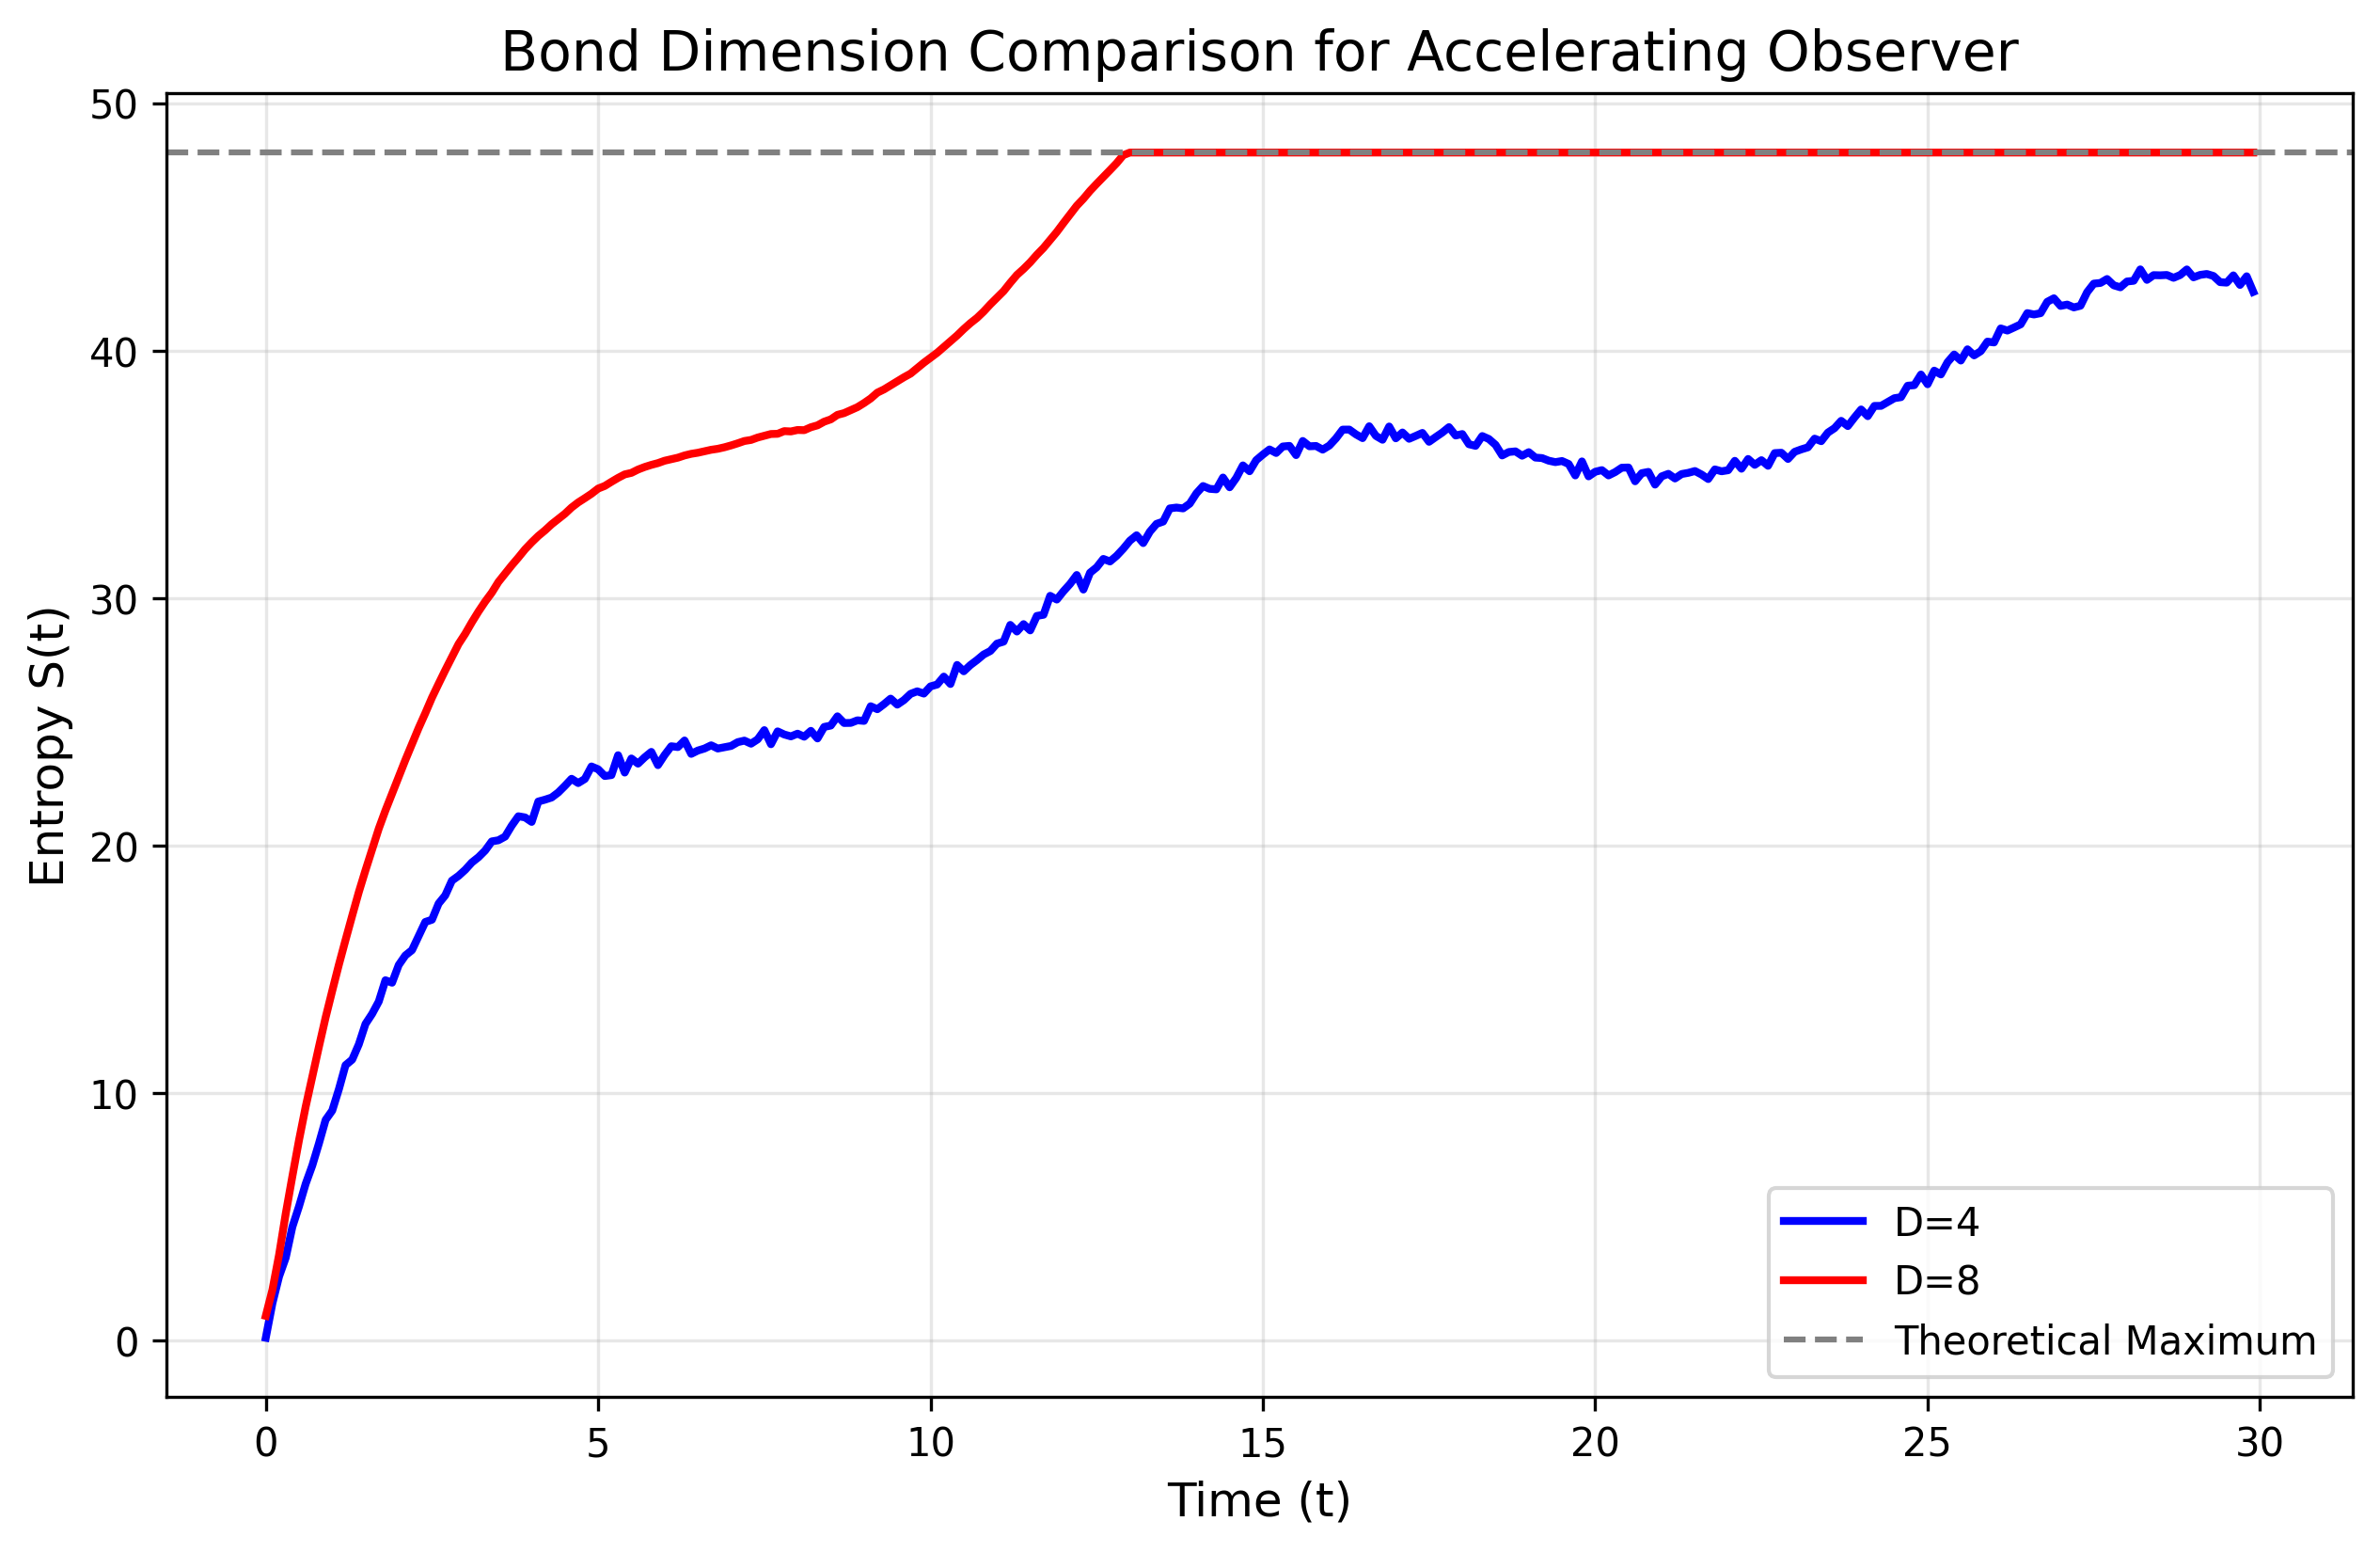 Bond Dimension Comparison for Accelerating Observer
50
40
30
20
10
0
Entropy S(t)
0 5 10 15 20 25 30
Time (t)
D=4
D=8
Theoretical Maximum